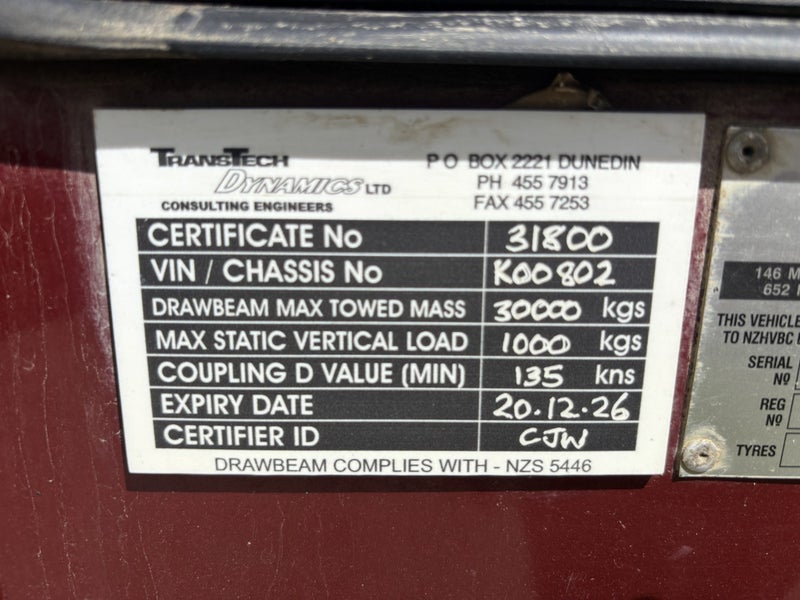 TRANSTECH
DYNAMICS LTD
CONSULTING ENGINEERS
P O BOX 2221 DUNEDIN
PH 455 7913
FAX 455 7253
CERTIFICATE No 31800
VIN / CHASSIS No K00802
DRAWBEAM MAX TOWED MASS 30000 kgs
MAX STATIC VERTICAL LOAD 1000 kgs
COUPLING D VALUE (MIN) 135 kns
EXPIRY DATE 20.12.26
CERTIFIER ID CJW
DRAWBEAM COMPLIES WITH - NZS 5446
146 M
652
THIS VEHICLE
TO NZHVBC
SERIAL
Nº
REG
Nº
TYRES